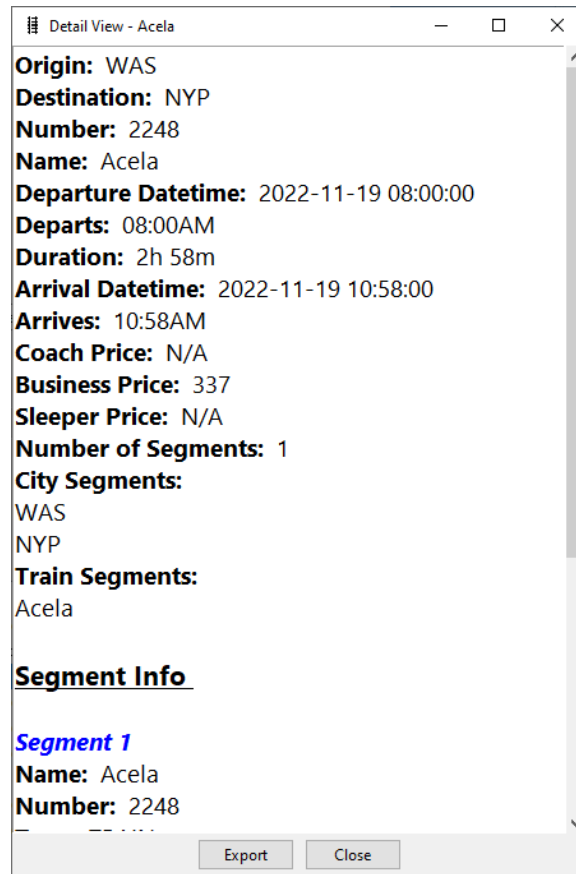 Detail View - Acela
Origin: WAS
Destination: NYP
Number: 2248
Name: Acela
Departure Datetime: 2022-11-19 08:00:00
Departs: 08:00AM
Duration: 2h 58m
Arrival Datetime: 2022-11-19 10:58:00
Arrives: 10:58AM
Coach Price: N/A
Business Price: 337
Sleeper Price: N/A
Number of Segments: 1
City Segments:
WAS
NYP
Train Segments:
Acela
Segment Info
Segment 1
Name: Acela
Number: 2248
Export Close